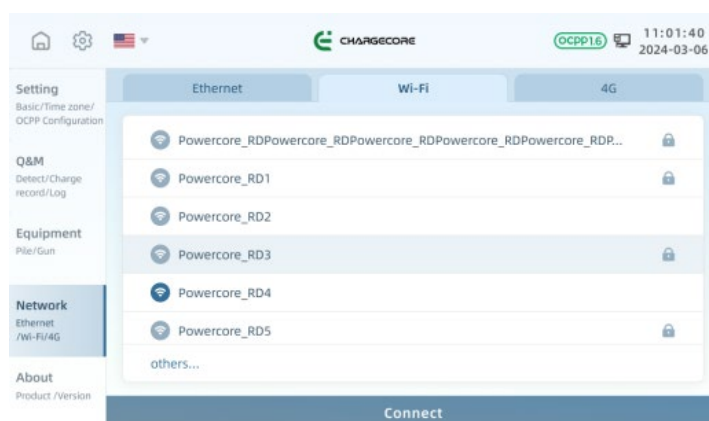 CHARGECORE
OCPP1.6
11:01:40
2024-03-06
Setting
Basic/Time zone/
OCPP Configuration
Q&M
Detect/Charge
record/Log
Equipment
Pile/Gun
Network
Ethernet
/Wi-Fi/4G
About
Product /Version
Ethernet
Wi-Fi
4G
Powercore_RDPowercore_RDPowercore_RDPowercore_RDPowercore_RDP...
Powercore_RD1
Powercore_RD2
Powercore_RD3
Powercore_RD4
Powercore_RD5
others...
Connect